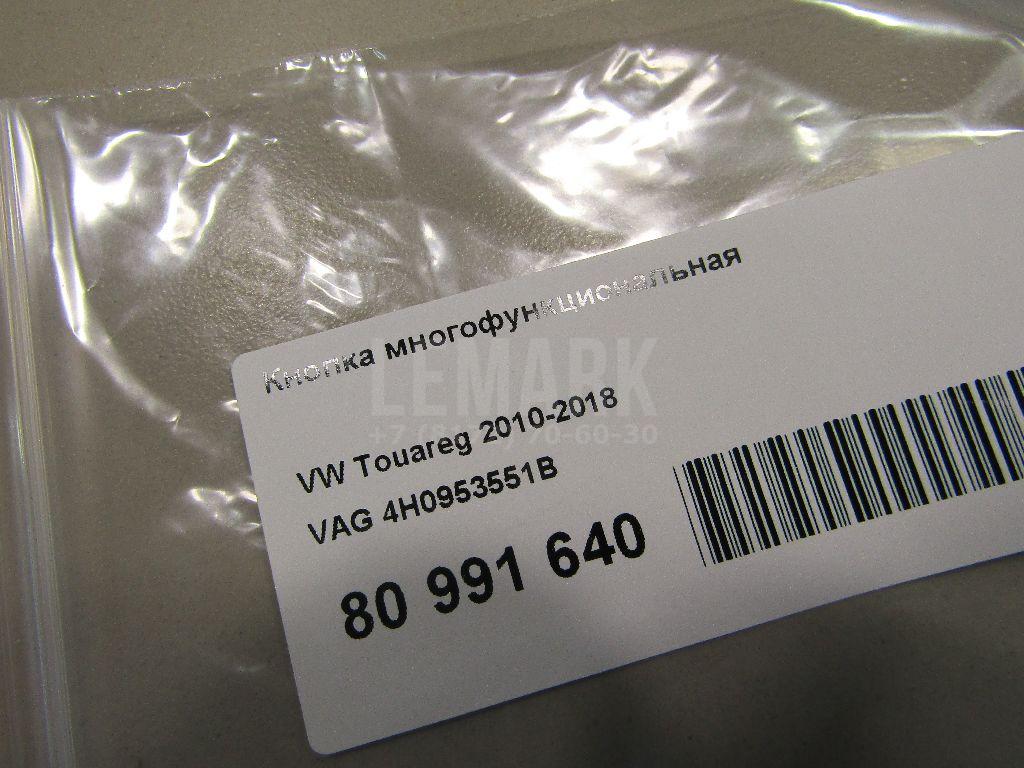 Кнопка многофункциональная
LEMARK
VW Touareg 2010-2018
VAG 4H0953551B
80 991 640